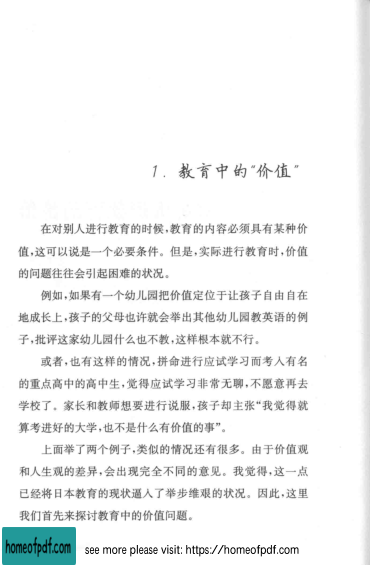 1. 教育中的“价值”
在对别人进行教育的时候,教育的内容必须具有某种价
值,这可以说是一个必要条件。但是,实际进行教育时,价值
的问题往往会引起困难的状况。
例如,如果有一个幼儿园把价值定位于让孩子自由自在
地成长上,孩子的父母也许就会举出其他幼儿园教英语的例
子,批评这家幼儿园什么也不教,这样根本就不行。
或者,也有这样的情况,拼命进行应试学习而考入有名
的重点高中的高中生,觉得应试学习非常无聊,不愿意再去
学校了。家长和教师想要进行说服,孩子却主张“我觉得就
算考进好的大学,也不是什么有价值的事”。
上面举了两个例子,类似的情况还有很多。由于价值观
和人生观的差异,会出现完全不同的意见。我觉得,这一点
已经将日本教育的现状逼入了举步维艰的状况。因此,这里
我们首先来探讨教育中的价值问题。
homeofpdf.com
see more please visit: https://homeofpdf.com